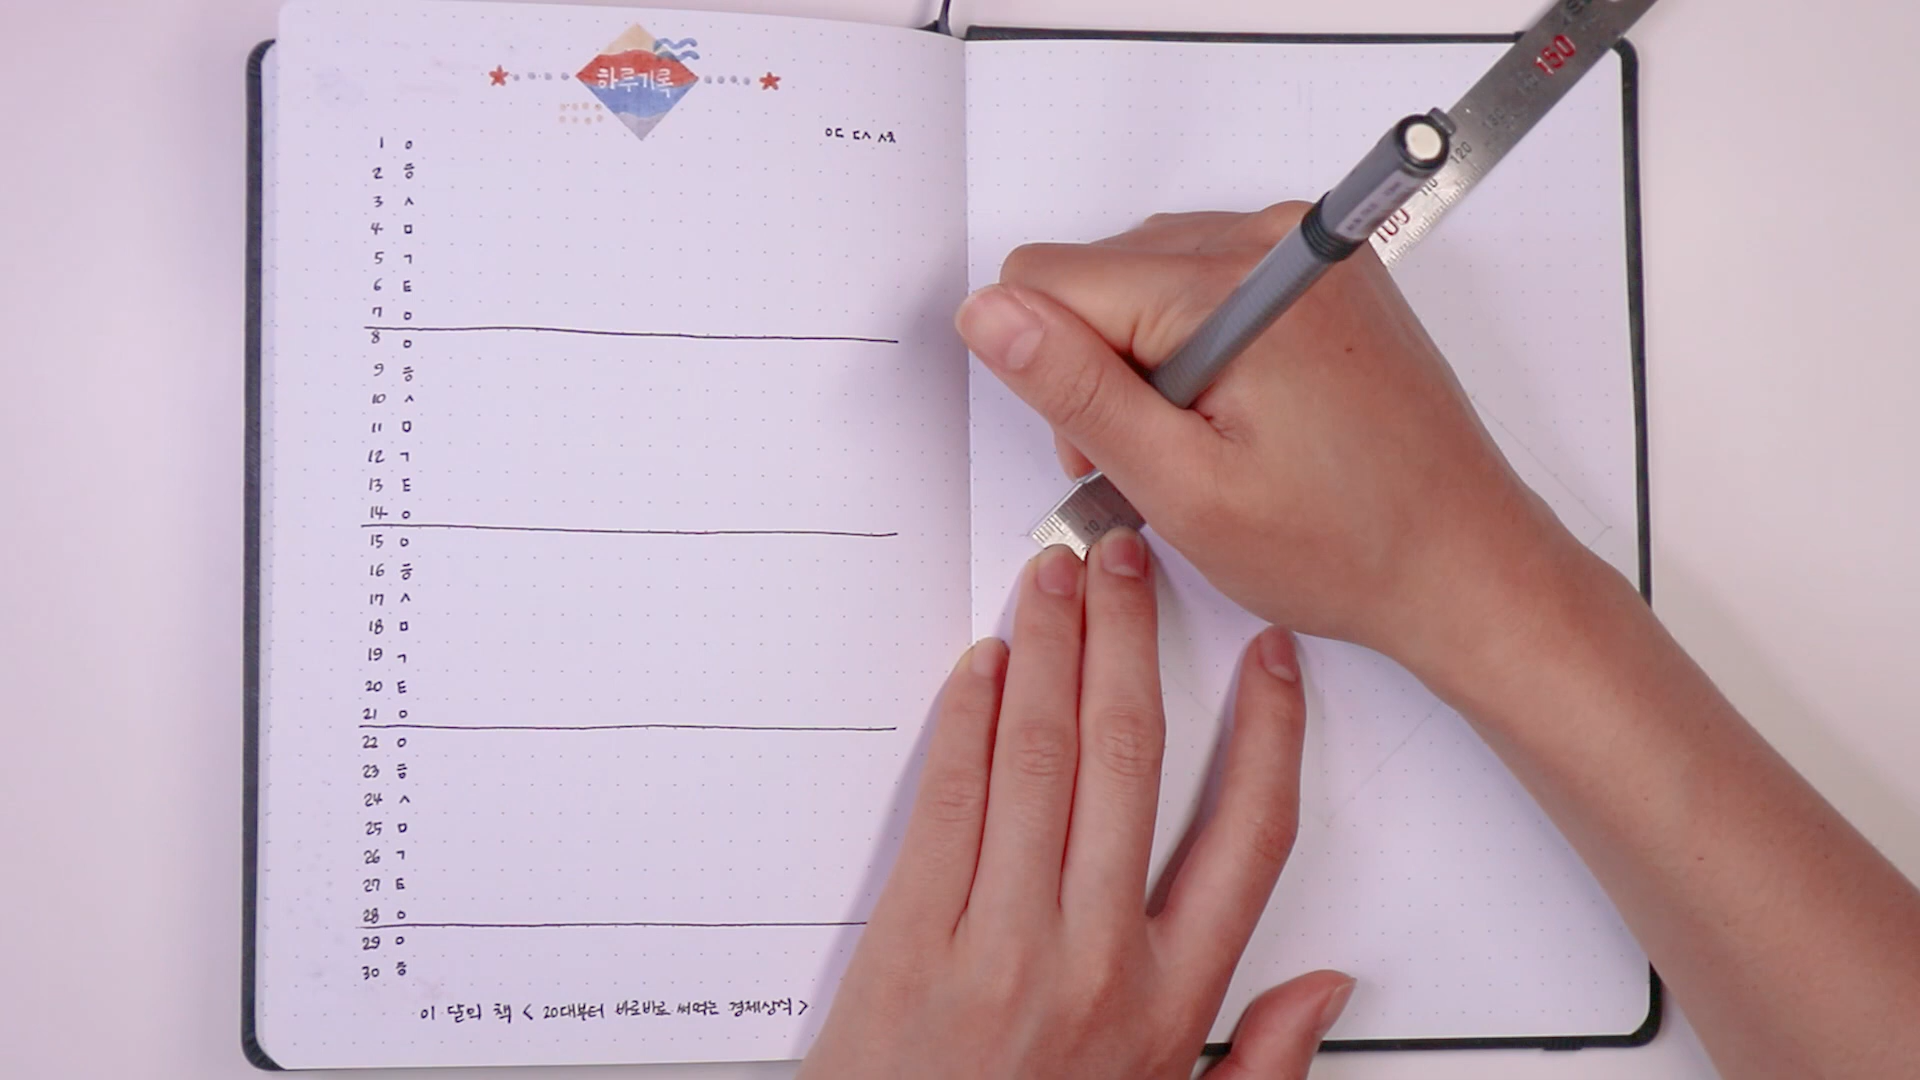 하루기록
1 ㅇ
2 ㅎ
3 ㅅ
4 ㅁ
5 ㄱ
6 ㅌ
7 ㅇ
8 ㅇ
9 ㅎ
10 ㅅ
11 ㅁ
12 ㄱ
13 ㅌ
14 ㅇ
15 ㅇ
16 ㅎ
17 ㅅ
18 ㅁ
19 ㄱ
20 ㅌ
21 ㅇ
22 ㅇ
23 ㅎ
24 ㅅ
25 ㅁ
26 ㄱ
27 ㅌ
28 ㅇ
29 ㅇ
30 ㅎ
이 달의 책 < 20대부터 바로바로 써먹는 경제상식 >
150
120
110
100
10